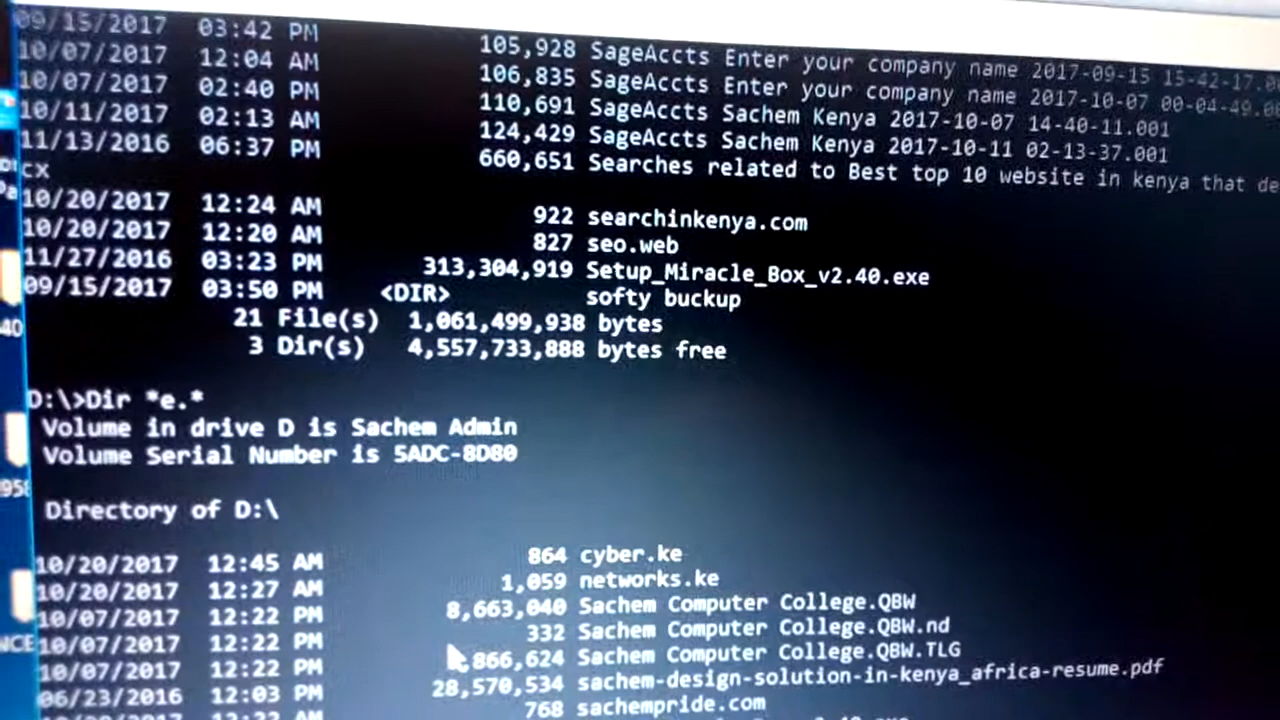 09/15/2017 03:42 PM 105,928 SageAccts Enter your company name 2017-09-15 15-42-17.0
10/07/2017 12:04 AM 106,835 SageAccts Enter your company name 2017-10-07 00-04-49.0
10/07/2017 02:40 PM 110,691 SageAccts Sachem Kenya 2017-10-07 14-40-11.001
10/11/2017 02:13 AM 124,429 SageAccts Sachem Kenya 2017-10-11 02-13-37.001
11/13/2016 06:37 PM 660,651 Searches related to Best top 10 website in kenya that de
cx
10/20/2017 12:24 AM 922 searchinkenya.com
10/20/2017 12:20 AM 827 seo.web
11/27/2016 03:23 PM 313,304,919 Setup_Miracle_Box_v2.40.exe
09/15/2017 03:50 PM <DIR> softy buckup
21 File(s) 1,061,499,938 bytes
3 Dir(s) 4,557,733,888 bytes free
D:\>Dir *e.*
Volume in drive D is Sachem Admin
Volume Serial Number is 5ADC-8D80
Directory of D:\
10/20/2017 12:45 AM 864 cyber.ke
10/20/2017 12:27 AM 1,059 networks.ke
10/07/2017 12:22 PM 8,663,040 Sachem Computer College.QBW
10/07/2017 12:22 PM 332 Sachem Computer College.QBW.nd
10/07/2017 12:22 PM 866,624 Sachem Computer College.QBW.TLG
06/23/2016 12:03 PM 28,570,534 sachem-design-solution-in-kenya_africa-resume.pdf
768 sachempride.com